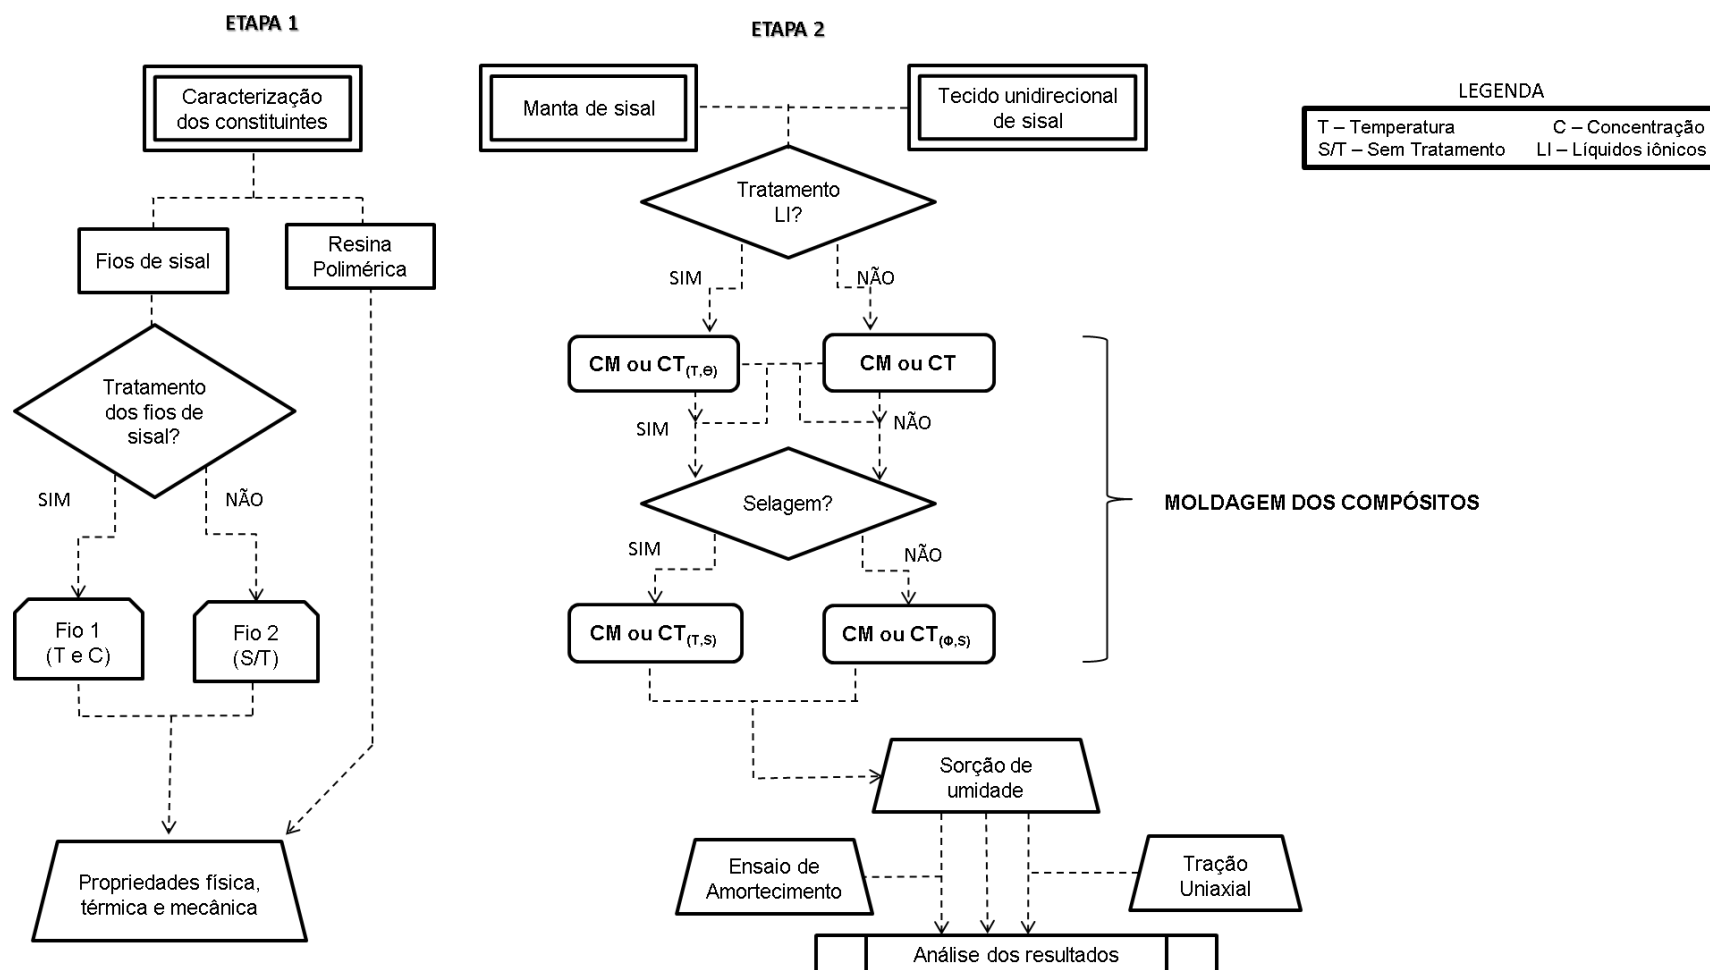 ETAPA 1
Caracterização
dos constituintes
Fios de sisal
Resina
Polimérica
Tratamento
dos fios de
sisal?
SIM
NÃO
Fio 1
(T e C)
Fio 2
(S/T)
Propriedades física,
térmica e mecânica
ETAPA 2
Manta de sisal
Tecido unidirecional
de sisal
Tratamento
LI?
SIM
NÃO
CM ou CT(T,Θ)
CM ou CT
SIM
NÃO
Selagem?
SIM
NÃO
CM ou CT(T,S)
CM ou CT(Φ,S)
MOLDAGEM DOS COMPÓSITOS
Sorção de
umidade
Ensaio de
Amortecimento
Tração
Uniaxial
Análise dos resultados
LEGENDA
T – Temperatura C – Concentração
S/T – Sem Tratamento LI – Líquidos iônicos